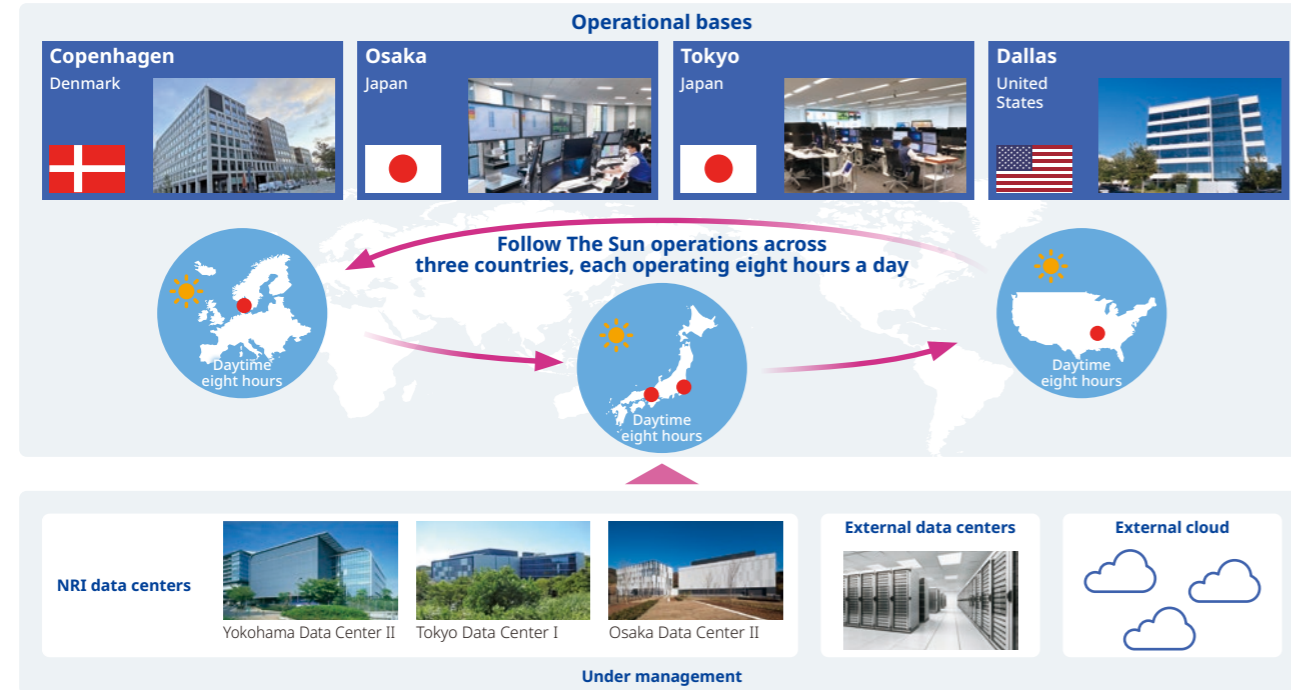 Operational bases
Copenhagen
Denmark
Osaka
Japan
Tokyo
Japan
Dallas
United
States
Follow The Sun operations across
three countries, each operating eight hours a day
Daytime
eight hours
Daytime
eight hours
Daytime
eight hours
NRI data centers
Yokohama Data Center II
Tokyo Data Center I
Osaka Data Center II
External data centers
External cloud
Under management